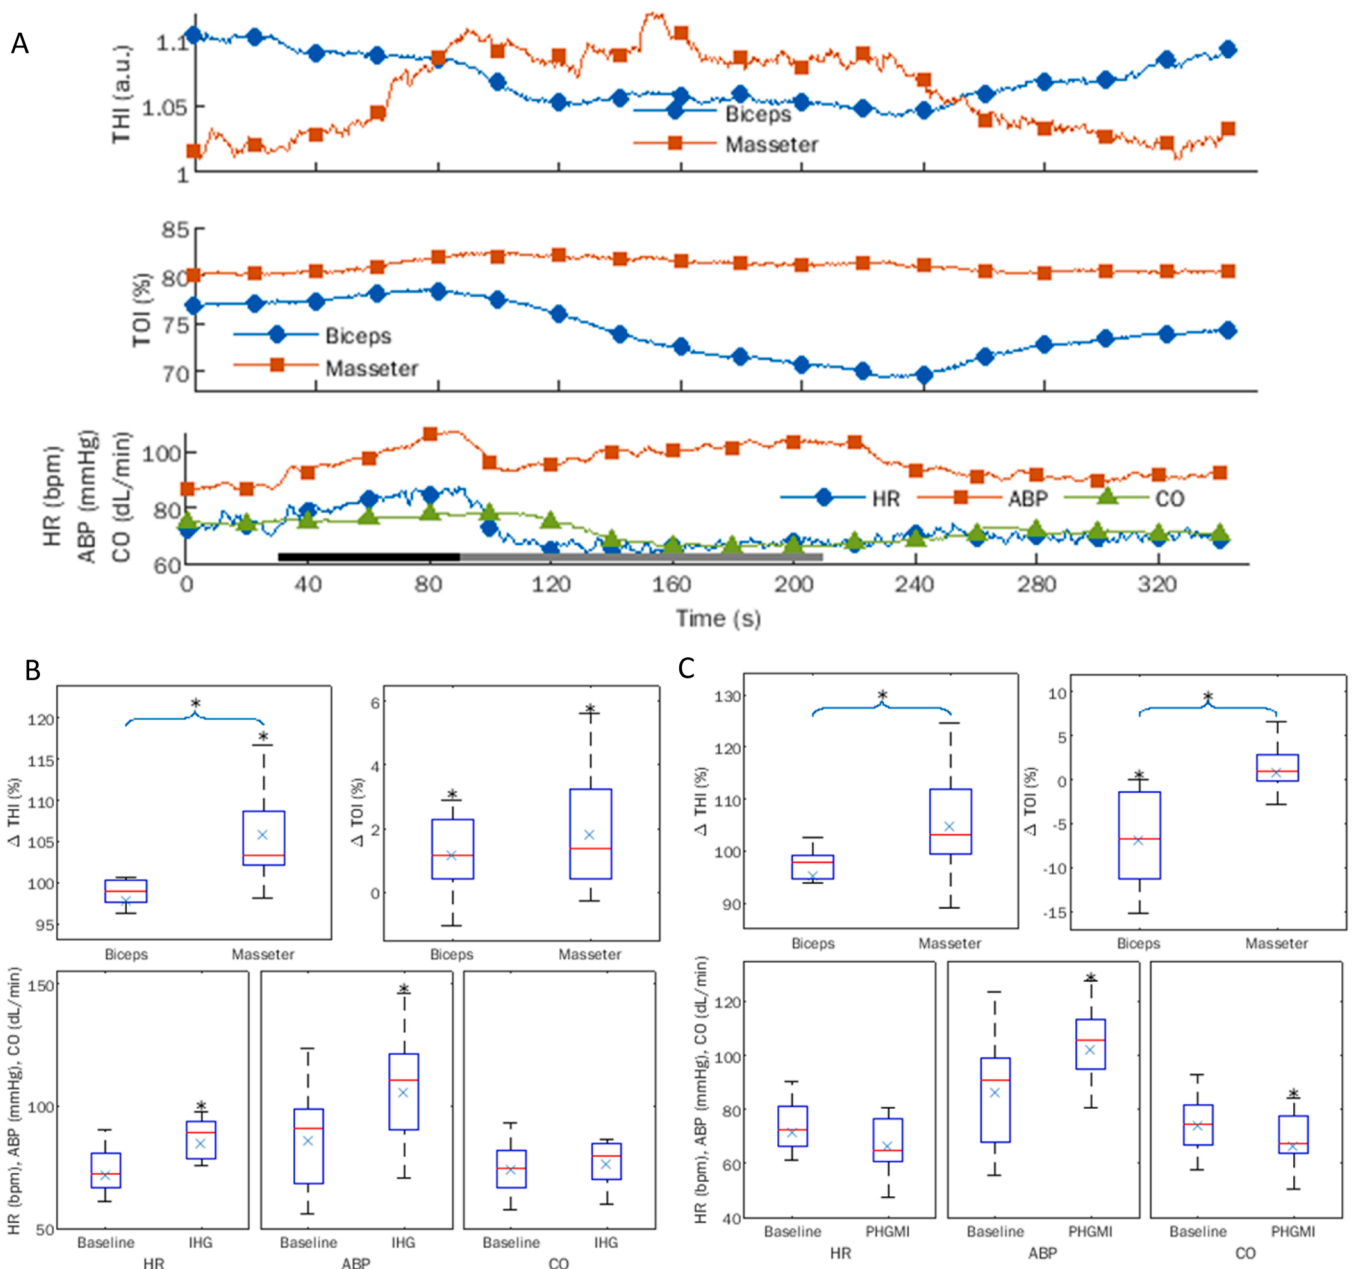 A
THI (a.u.)
1.1
1.05
1
Biceps
Masseter
TOI (%)
85
80
75
70
Biceps
Masseter
HR (bpm)
ABP (mmHg)
CO (dL/min)
100
80
60
HR ABP CO
0 40 80 120 160 200 240 280 320
Time (s)
B
Δ THI (%)
120
115
110
105
100
95
*
*
Biceps Masseter
Δ TOI (%)
6
4
2
0
*
*
Biceps Masseter
HR (bpm), ABP (mmHg), CO (dL/min)
150
100
50
*
*
Baseline IHG Baseline IHG Baseline IHG
HR ABP CO
C
Δ THI (%)
130
120
110
100
90
*
Biceps Masseter
Δ TOI (%)
10
5
0
-5
-10
-15
*
*
Biceps Masseter
HR (bpm), ABP (mmHg), CO (dL/min)
120
100
80
60
40
*
*
Baseline PHGMI Baseline PHGMI Baseline PHGMI
HR ABP CO